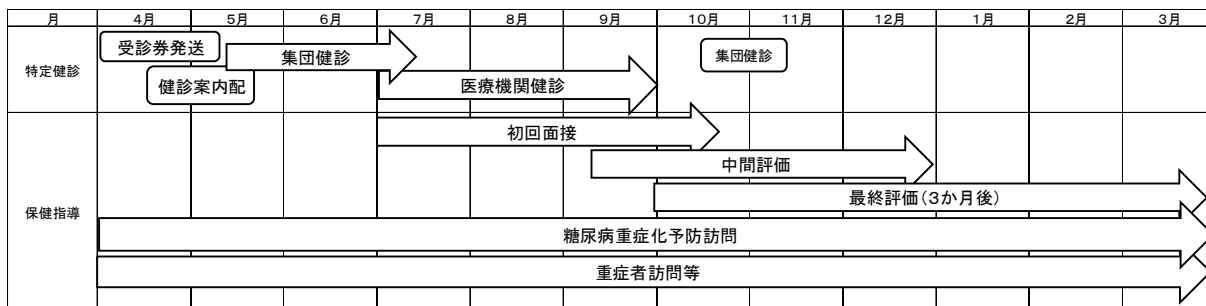 月 4月 5月 6月 7月 8月 9月 10月 11月 12月 1月 2月 3月
特定健診
受診券発送
集団健診
集団健診
健診案内配
医療機関健診
保健指導
初回面接
中間評価
最終評価（3か月後）
糖尿病重症化予防訪問
重症者訪問等